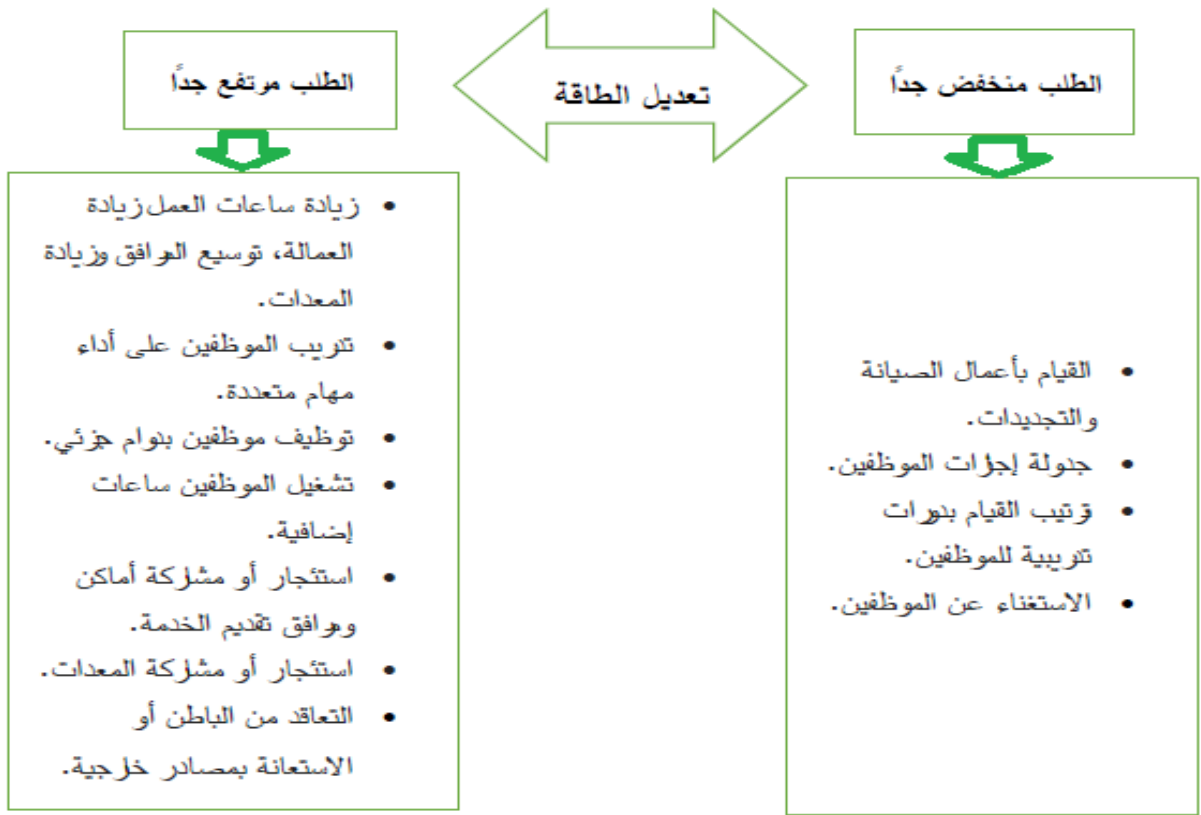 الطلب منخفض جدًا
تعديل الطاقة
الطلب مرتفع جدًا
• القيام بأعمال الصيانة
والتجديدات.
• جدولة إجازات الموظفين.
• ترتيب القيام بدورات
تدريبية للموظفين.
• الاستغناء عن الموظفين.
• زيادة ساعات العمل زيادة
العمالة، توسيع المرافق وزيادة
المعدات.
• تدريب الموظفين على أداء
مهام متعددة.
• توظيف موظفين بدوام جزئي.
• تشغيل الموظفين ساعات
إضافية.
• استئجار أو مشاركة أماكن
ومرافق تقديم الخدمة.
• استئجار أو مشاركة المعدات.
• التعاقد من الباطن أو
الاستعانة بمصادر خارجية.